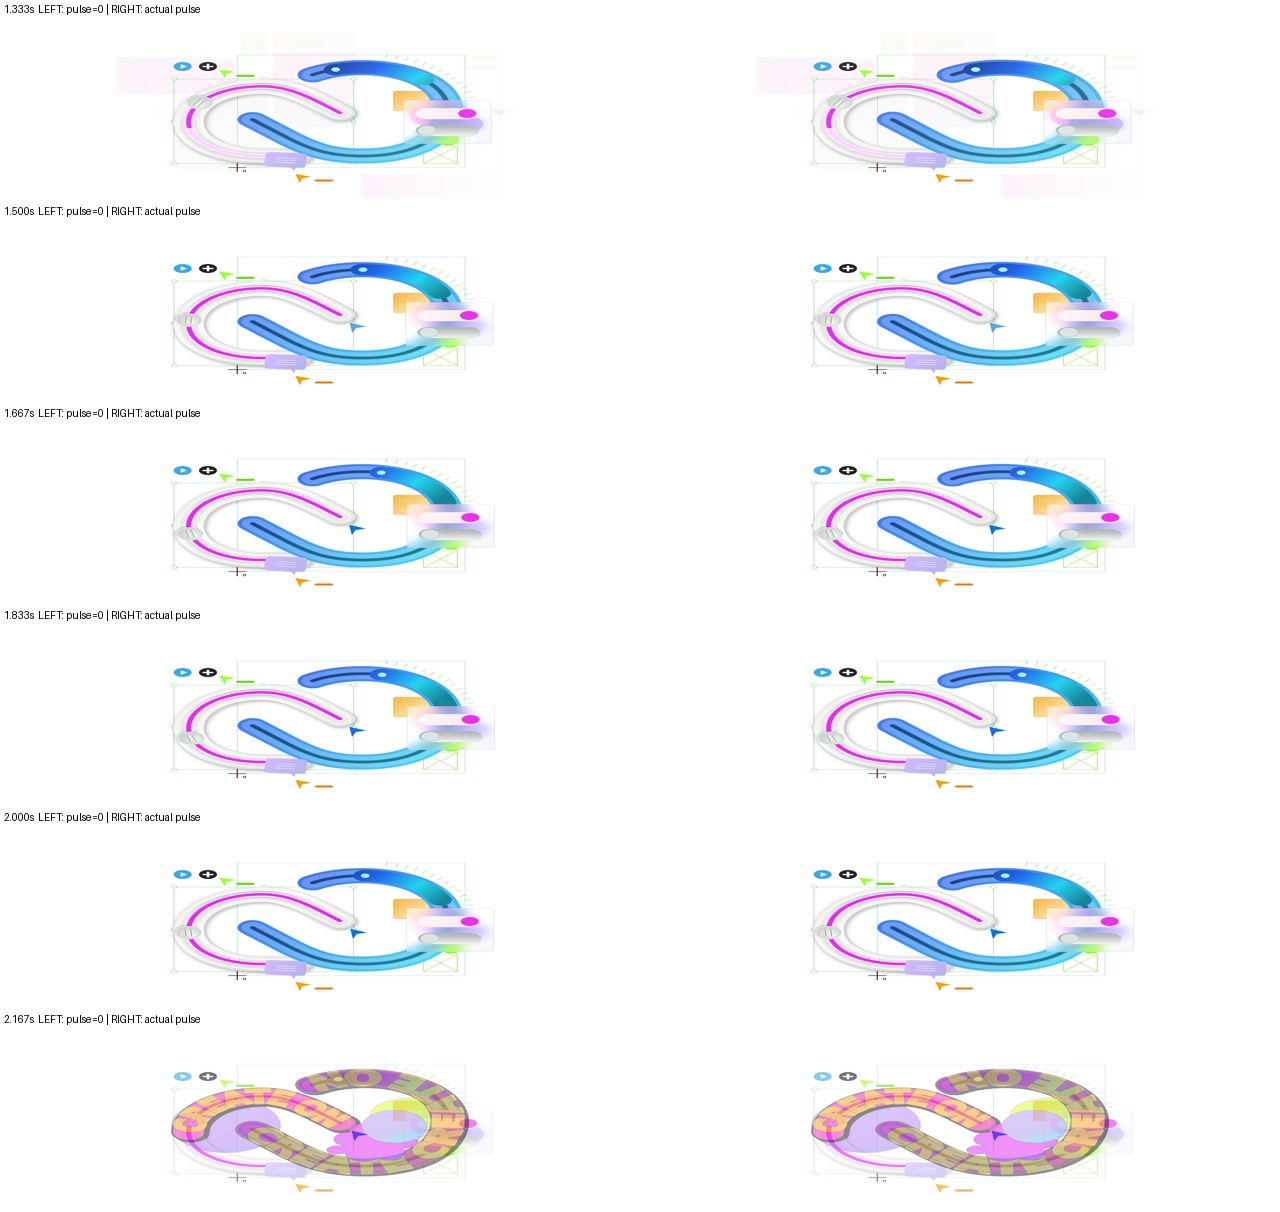 1.333s LEFT: pulse=0 | RIGHT: actual pulse
1.500s LEFT: pulse=0 | RIGHT: actual pulse
1.667s LEFT: pulse=0 | RIGHT: actual pulse
1.833s LEFT: pulse=0 | RIGHT: actual pulse
2.000s LEFT: pulse=0 | RIGHT: actual pulse
2.167s LEFT: pulse=0 | RIGHT: actual pulse